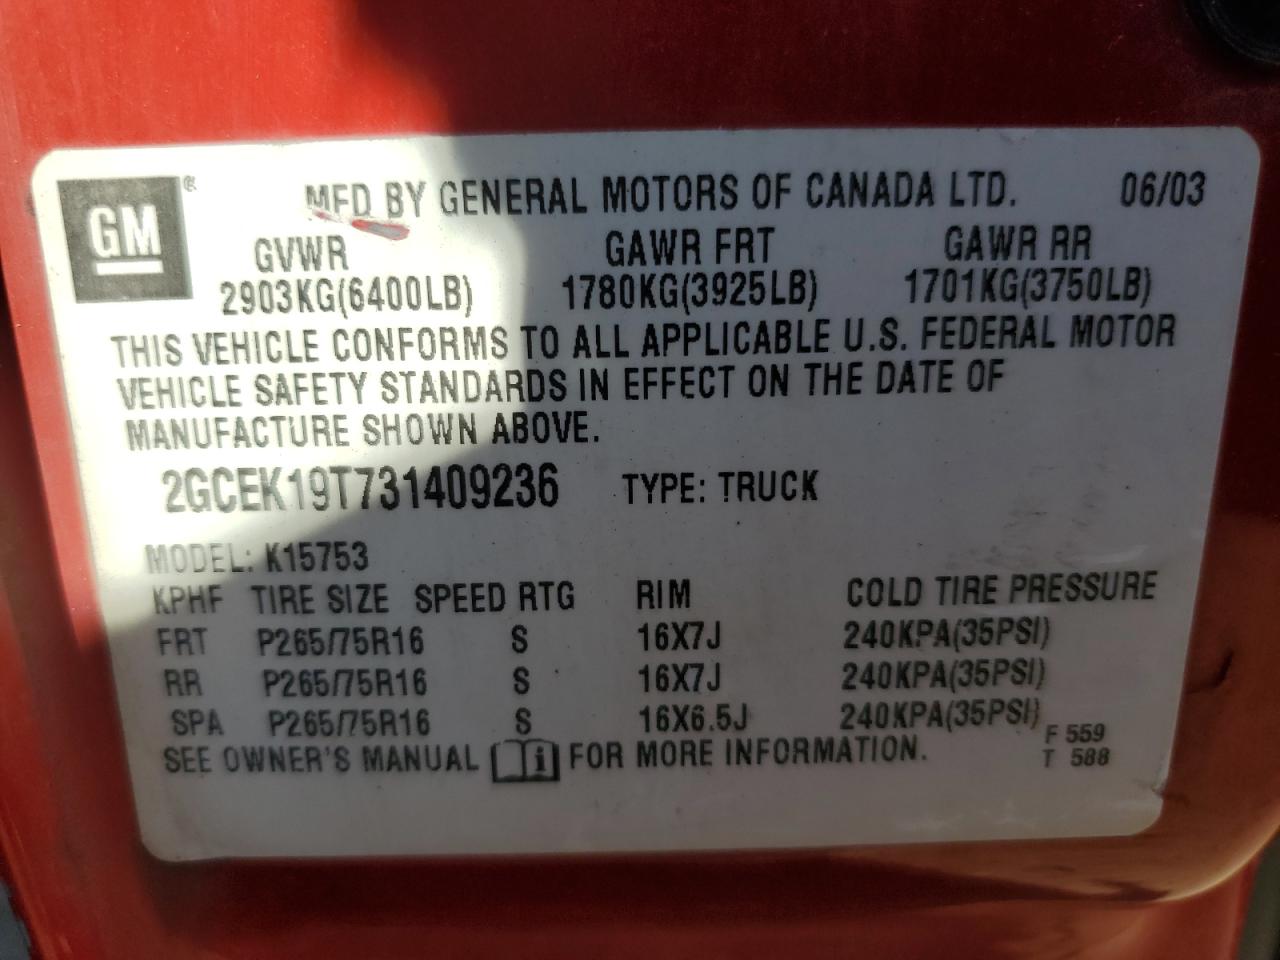 GM ®
MFD BY GENERAL MOTORS OF CANADA LTD. 06/03
GVWR GAWR FRT GAWR RR
2903KG(6400LB) 1780KG(3925LB) 1701KG(3750LB)
THIS VEHICLE CONFORMS TO ALL APPLICABLE U.S. FEDERAL MOTOR
VEHICLE SAFETY STANDARDS IN EFFECT ON THE DATE OF
MANUFACTURE SHOWN ABOVE.
2GCEK19T731409236 TYPE: TRUCK
MODEL: K15753
KPHF TIRE SIZE SPEED RTG RIM COLD TIRE PRESSURE
FRT P265/75R16 S 16X7J 240KPA(35PSI)
RR P265/75R16 S 16X7J 240KPA(35PSI)
SPA P265/75R16 S 16X6.5J 240KPA(35PSI)
F 559
SEE OWNER'S MANUAL i FOR MORE INFORMATION.
T 588